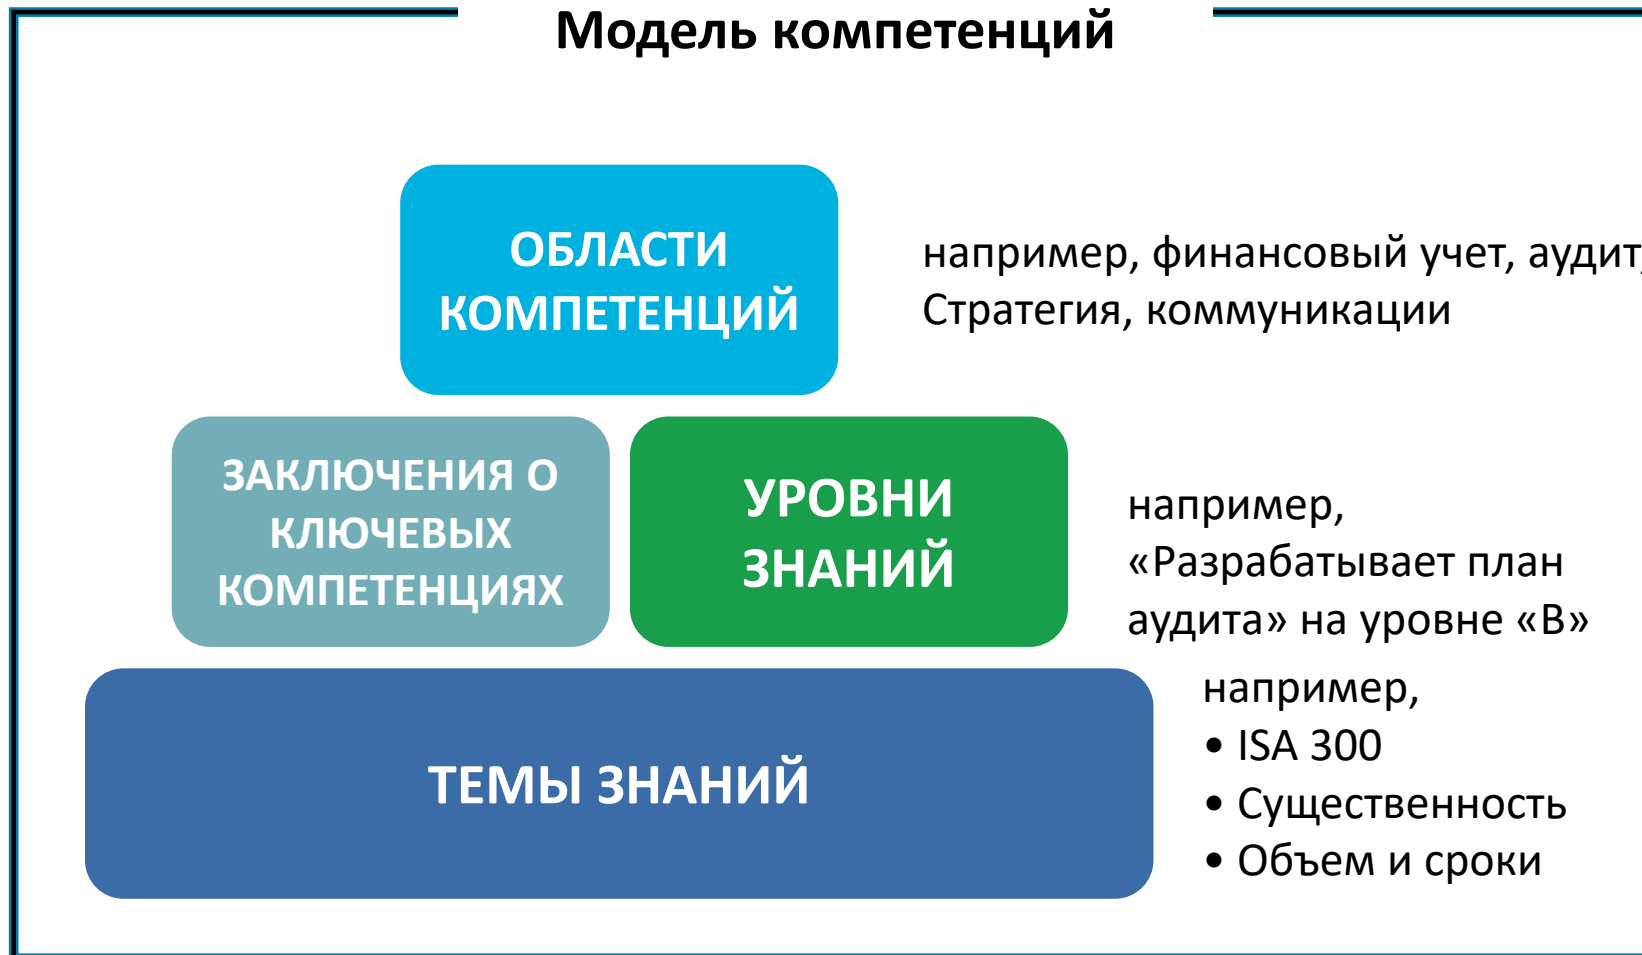 Модель компетенций
ОБЛАСТИ
КОМПЕТЕНЦИЙ
например, финансовый учет, аудит,
Стратегия, коммуникации
ЗАКЛЮЧЕНИЯ О
КЛЮЧЕВЫХ
КОМПЕТЕНЦИЯХ
УРОВНИ
ЗНАНИЙ
например,
«Разрабатывает план
аудита» на уровне «В»
ТЕМЫ ЗНАНИЙ
например,
• ISA 300
• Существенность
• Объем и сроки